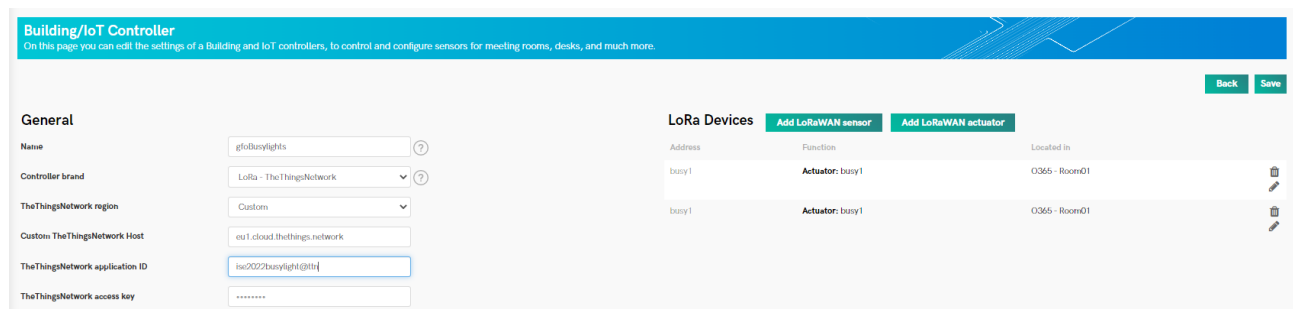 Building/IoT Controller
On this page you can edit the settings of a Building and IoT controllers, to control and configure sensors for meeting rooms, desks, and much more.
Back Save
General
Name gfoBusylights ?
Controller brand LoRa - TheThingsNetwork ?
TheThingsNetwork region Custom
Custom TheThingsNetwork Host eu1.cloud.thethings.network
TheThingsNetwork application ID ise2022busylight@ttn
TheThingsNetwork access key ••••••••
LoRa Devices Add LoRaWAN sensor Add LoRaWAN actuator
Address Function Located in
busy1 Actuator: busy1 O365 - Room01
busy1 Actuator: busy1 O365 - Room01